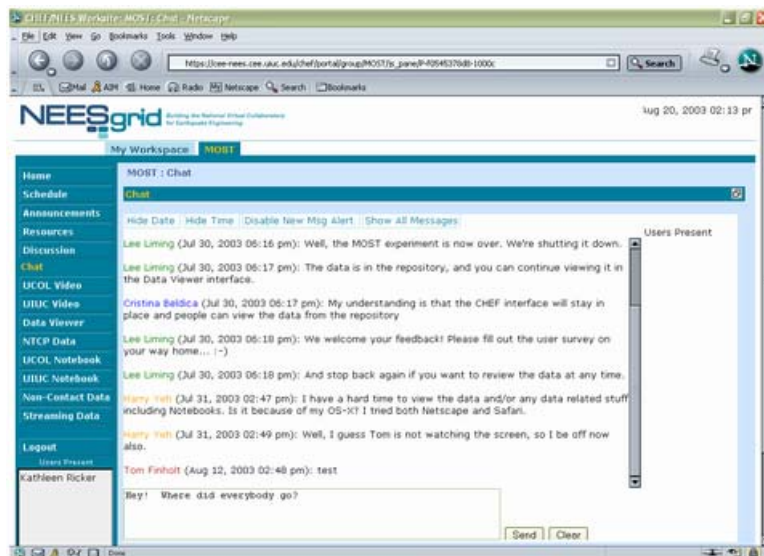 CHEF/NEES Worksite: MOST: Chat - Netscape
File Edit View Go Bookmarks Tools Window Help
Search
Mail AIM Home Radio Netscape Search Bookmarks
NEESgrid
Building the National Virtual Collaboratory
for Earthquake Engineering
Aug 20, 2003 02:13
My Workspace MOST
Home
Schedule
Announcements
Resources
Discussion
Chat
UCOL Video
UIUC Video
Data Viewer
NTCP Data
UCOL Notebook
UIUC Notebook
Non-Contact Data
Streaming Data
Logout
Users Present
Kathleen Ricker
MOST : Chat
Chat
Hide Date Hide Time Disable New Msg Alert Show All Messages
Lee Liming (Jul 30, 2003 06:16 pm): Well, the MOST experiment is now over. We're shutting it down.
Lee Liming (Jul 30, 2003 06:17 pm): The data is in the repository, and you can continue viewing it in
the Data Viewer interface.
Cristina Beldica (Jul 30, 2003 06:17 pm): My understanding is that the CHEF interface will stay in
place and people can view the data from the repository
Lee Liming (Jul 30, 2003 06:18 pm): We welcome your feedback! Please fill out the user survey on
your way home... :-)
Lee Liming (Jul 30, 2003 06:18 pm): And stop back again if you want to review the data at any time.
Harry Yeh (Jul 31, 2003 02:47 pm): I have a hard time to view the data and/or any data related stuff
including Notebooks. Is it because of my OS-X? I tried both Netscape and Safari.
Harry Yeh (Jul 31, 2003 02:49 pm): Well, I guess Tom is not watching the screen, so I be off now
also.
Tom Finholt (Aug 12, 2003 02:48 pm): test
Hey! Where did everybody go?
Send Clear
Users Present
Done